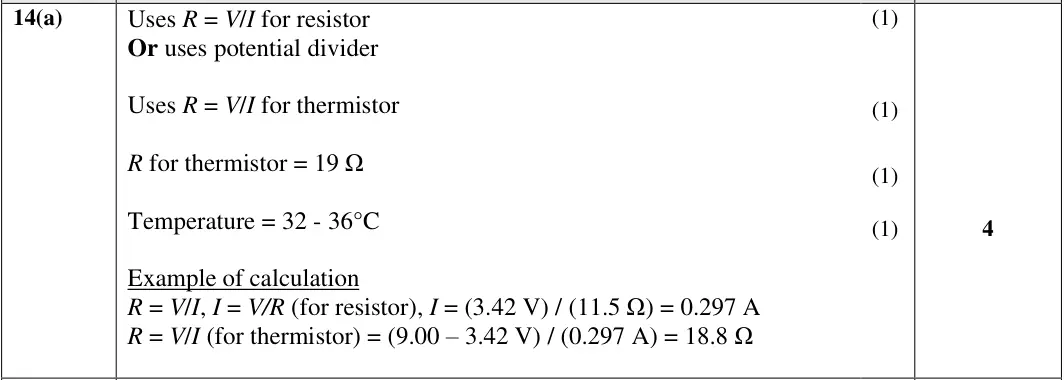 14(a)
Uses R = V/I for resistor (1)
Or uses potential divider
Uses R = V/I for thermistor (1)
R for thermistor = 19 Ω (1)
Temperature = 32 - 36°C (1) 4
Example of calculation
R = V/I, I = V/R (for resistor), I = (3.42 V) / (11.5 Ω) = 0.297 A
R = V/I (for thermistor) = (9.00 – 3.42 V) / (0.297 A) = 18.8 Ω